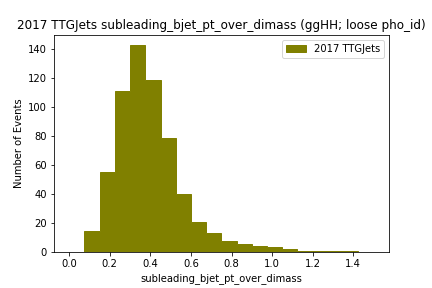 2017 TTGJets subleading_bjet_pt_over_dimass (ggHH; loose pho_id)
2017 TTGJets
Number of Events
140
120
100
80
60
40
20
0
0.0 0.2 0.4 0.6 0.8 1.0 1.2 1.4
subleading_bjet_pt_over_dimass